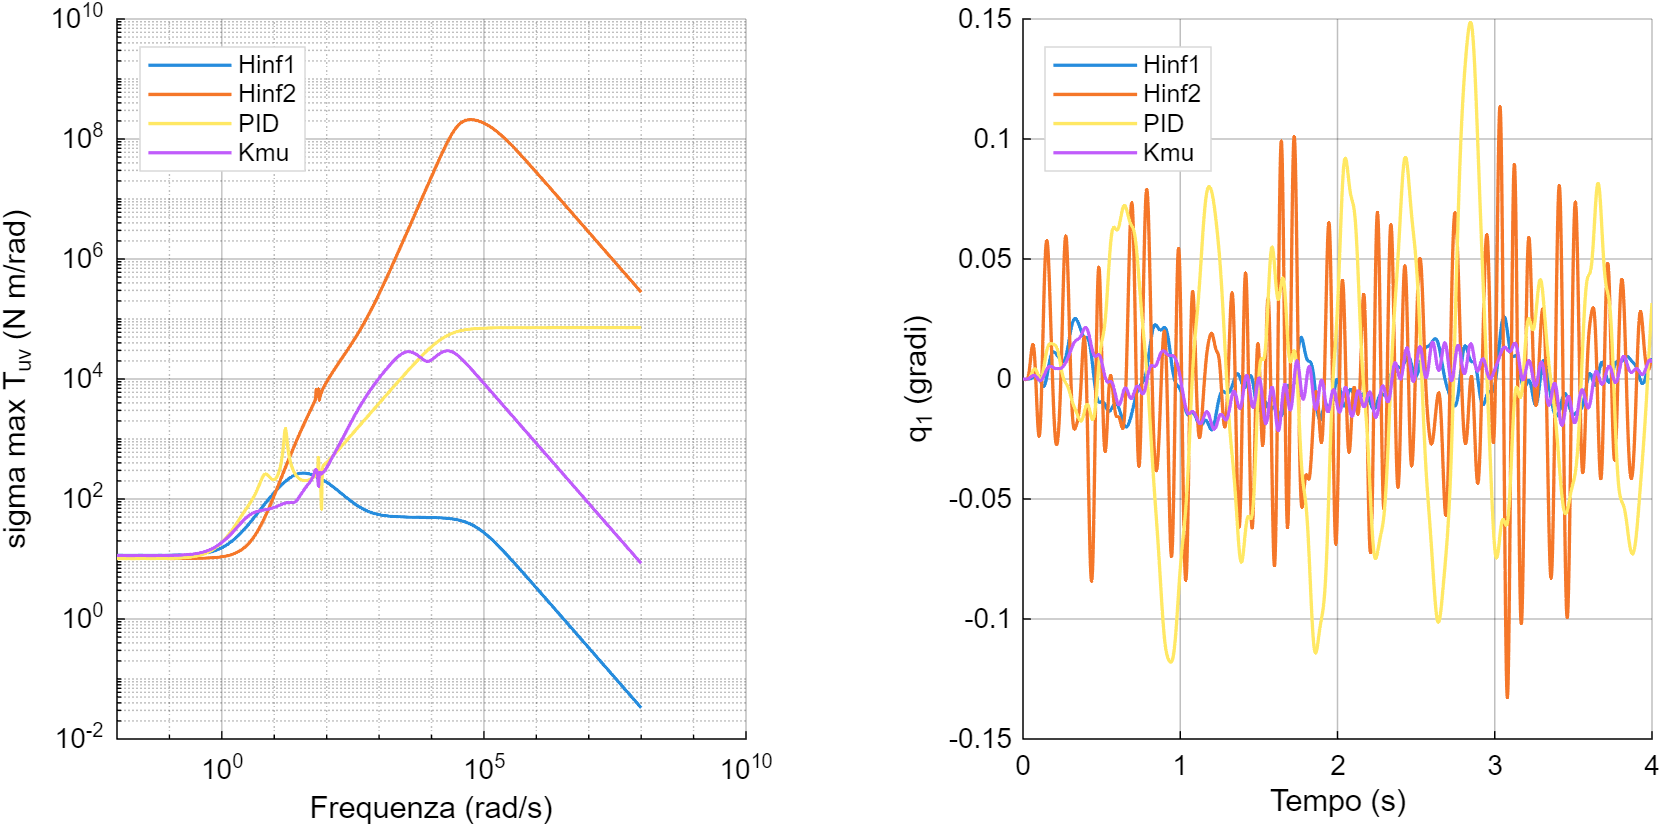 10^10
10^8
10^6
10^4
10^2
10^0
10^-2
10^0
10^5
10^10
sigma max T_uv (N m/rad)
Frequenza (rad/s)
Hinf1
Hinf2
PID
Kmu
0.15
0.1
0.05
0
-0.05
-0.1
-0.15
0
1
2
3
4
q_1 (gradi)
Tempo (s)
Hinf1
Hinf2
PID
Kmu